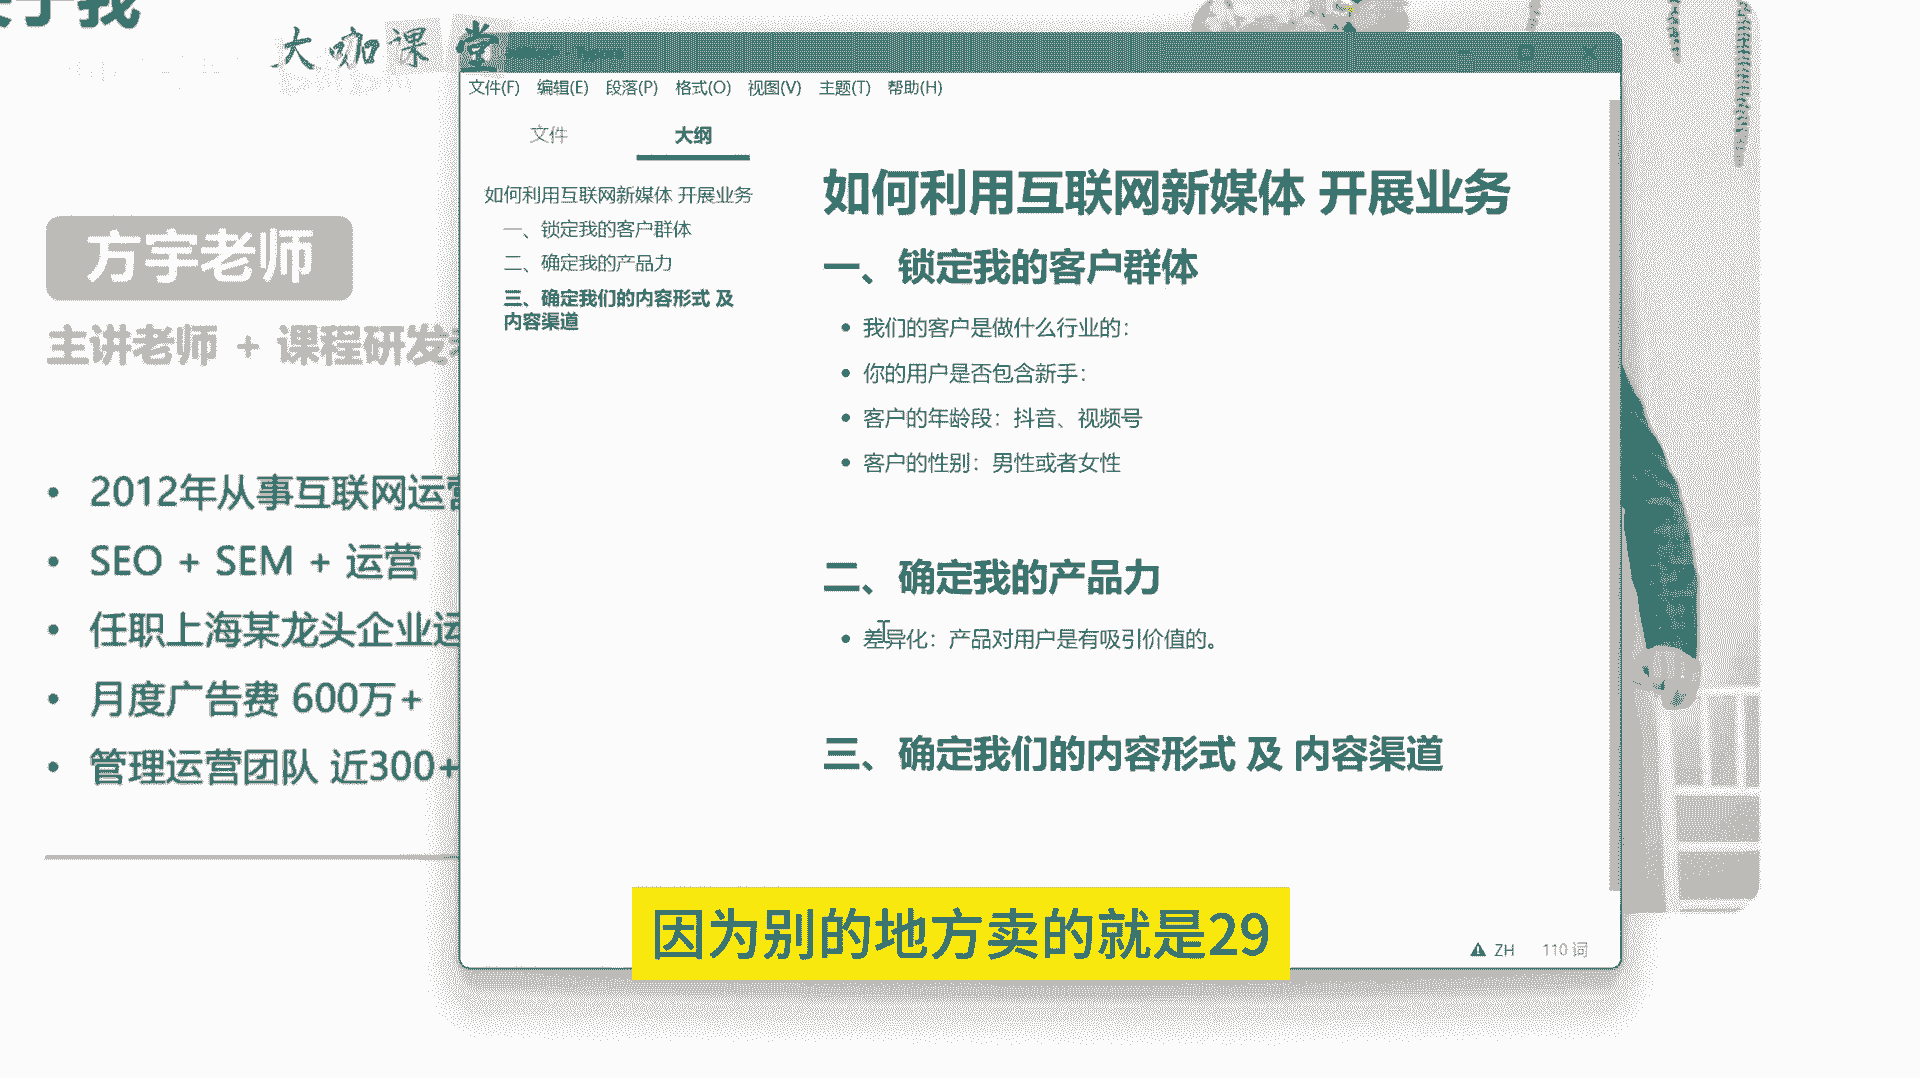 大咖课堂
文件(F) 编辑(E) 段落(P) 格式(O) 视图(V) 主题(T) 帮助(H)
文件 大纲
如何利用互联网新媒体 开展业务
一、锁定我的客户群体
二、确定我的产品力
三、确定我们的内容形式 及
内容渠道
如何利用互联网新媒体 开展业务
一、锁定我的客户群体
• 我们的客户是做什么行业的：
• 你的用户是否包含新手：
• 客户的年龄段：抖音、视频号
• 客户的性别：男性或者女性
二、确定我的产品力
• 差异化：产品对用户是有吸引价值的。
三、确定我们的内容形式 及 内容渠道
ZH 110 词
方宇老师
主讲老师 + 课程研发
• 2012年从事互联网运营
• SEO + SEM + 运营
• 任职上海某龙头企业运
• 月度广告费 600万+
• 管理运营团队 近300+
因为别的地方卖的就是29